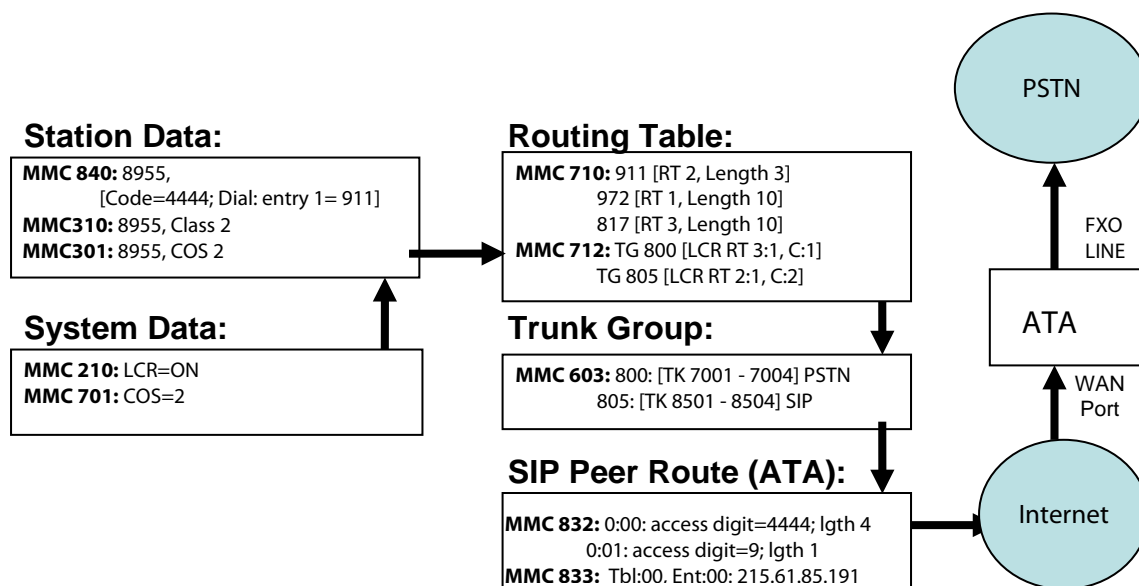 Station Data:
MMC 840: 8955,
[Code=4444; Dial: entry 1= 911]
MMC310: 8955, Class 2
MMC301: 8955, COS 2
System Data:
MMC 210: LCR=ON
MMC 701: COS=2
Routing Table:
MMC 710: 911 [RT 2, Length 3]
972 [RT 1, Length 10]
817 [RT 3, Length 10]
MMC 712: TG 800 [LCR RT 3:1, C:1]
TG 805 [LCR RT 2:1, C:2]
Trunk Group:
MMC 603: 800: [TK 7001 - 7004] PSTN
805: [TK 8501 - 8504] SIP
SIP Peer Route (ATA):
MMC 832: 0:00: access digit=4444; lgth 4
0:01: access digit=9; lgth 1
MMC 833: Tbl:00, Ent:00: 215.61.85.191
PSTN
FXO
LINE
ATA
WAN
Port
Internet